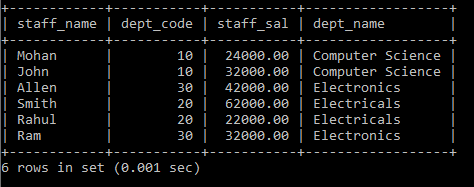 +------------+-----------+-----------+------------------+
| staff_name | dept_code | staff_sal | dept_name        |
+------------+-----------+-----------+------------------+
| Mohan      |        10 |  24000.00 | Computer Science |
| John       |        10 |  32000.00 | Computer Science |
| Allen      |        30 |  42000.00 | Electronics      |
| Smith      |        20 |  62000.00 | Electricals      |
| Rahul      |        20 |  22000.00 | Electricals      |
| Ram        |        30 |  32000.00 | Electronics      |
+------------+-----------+-----------+------------------+
6 rows in set (0.001 sec)